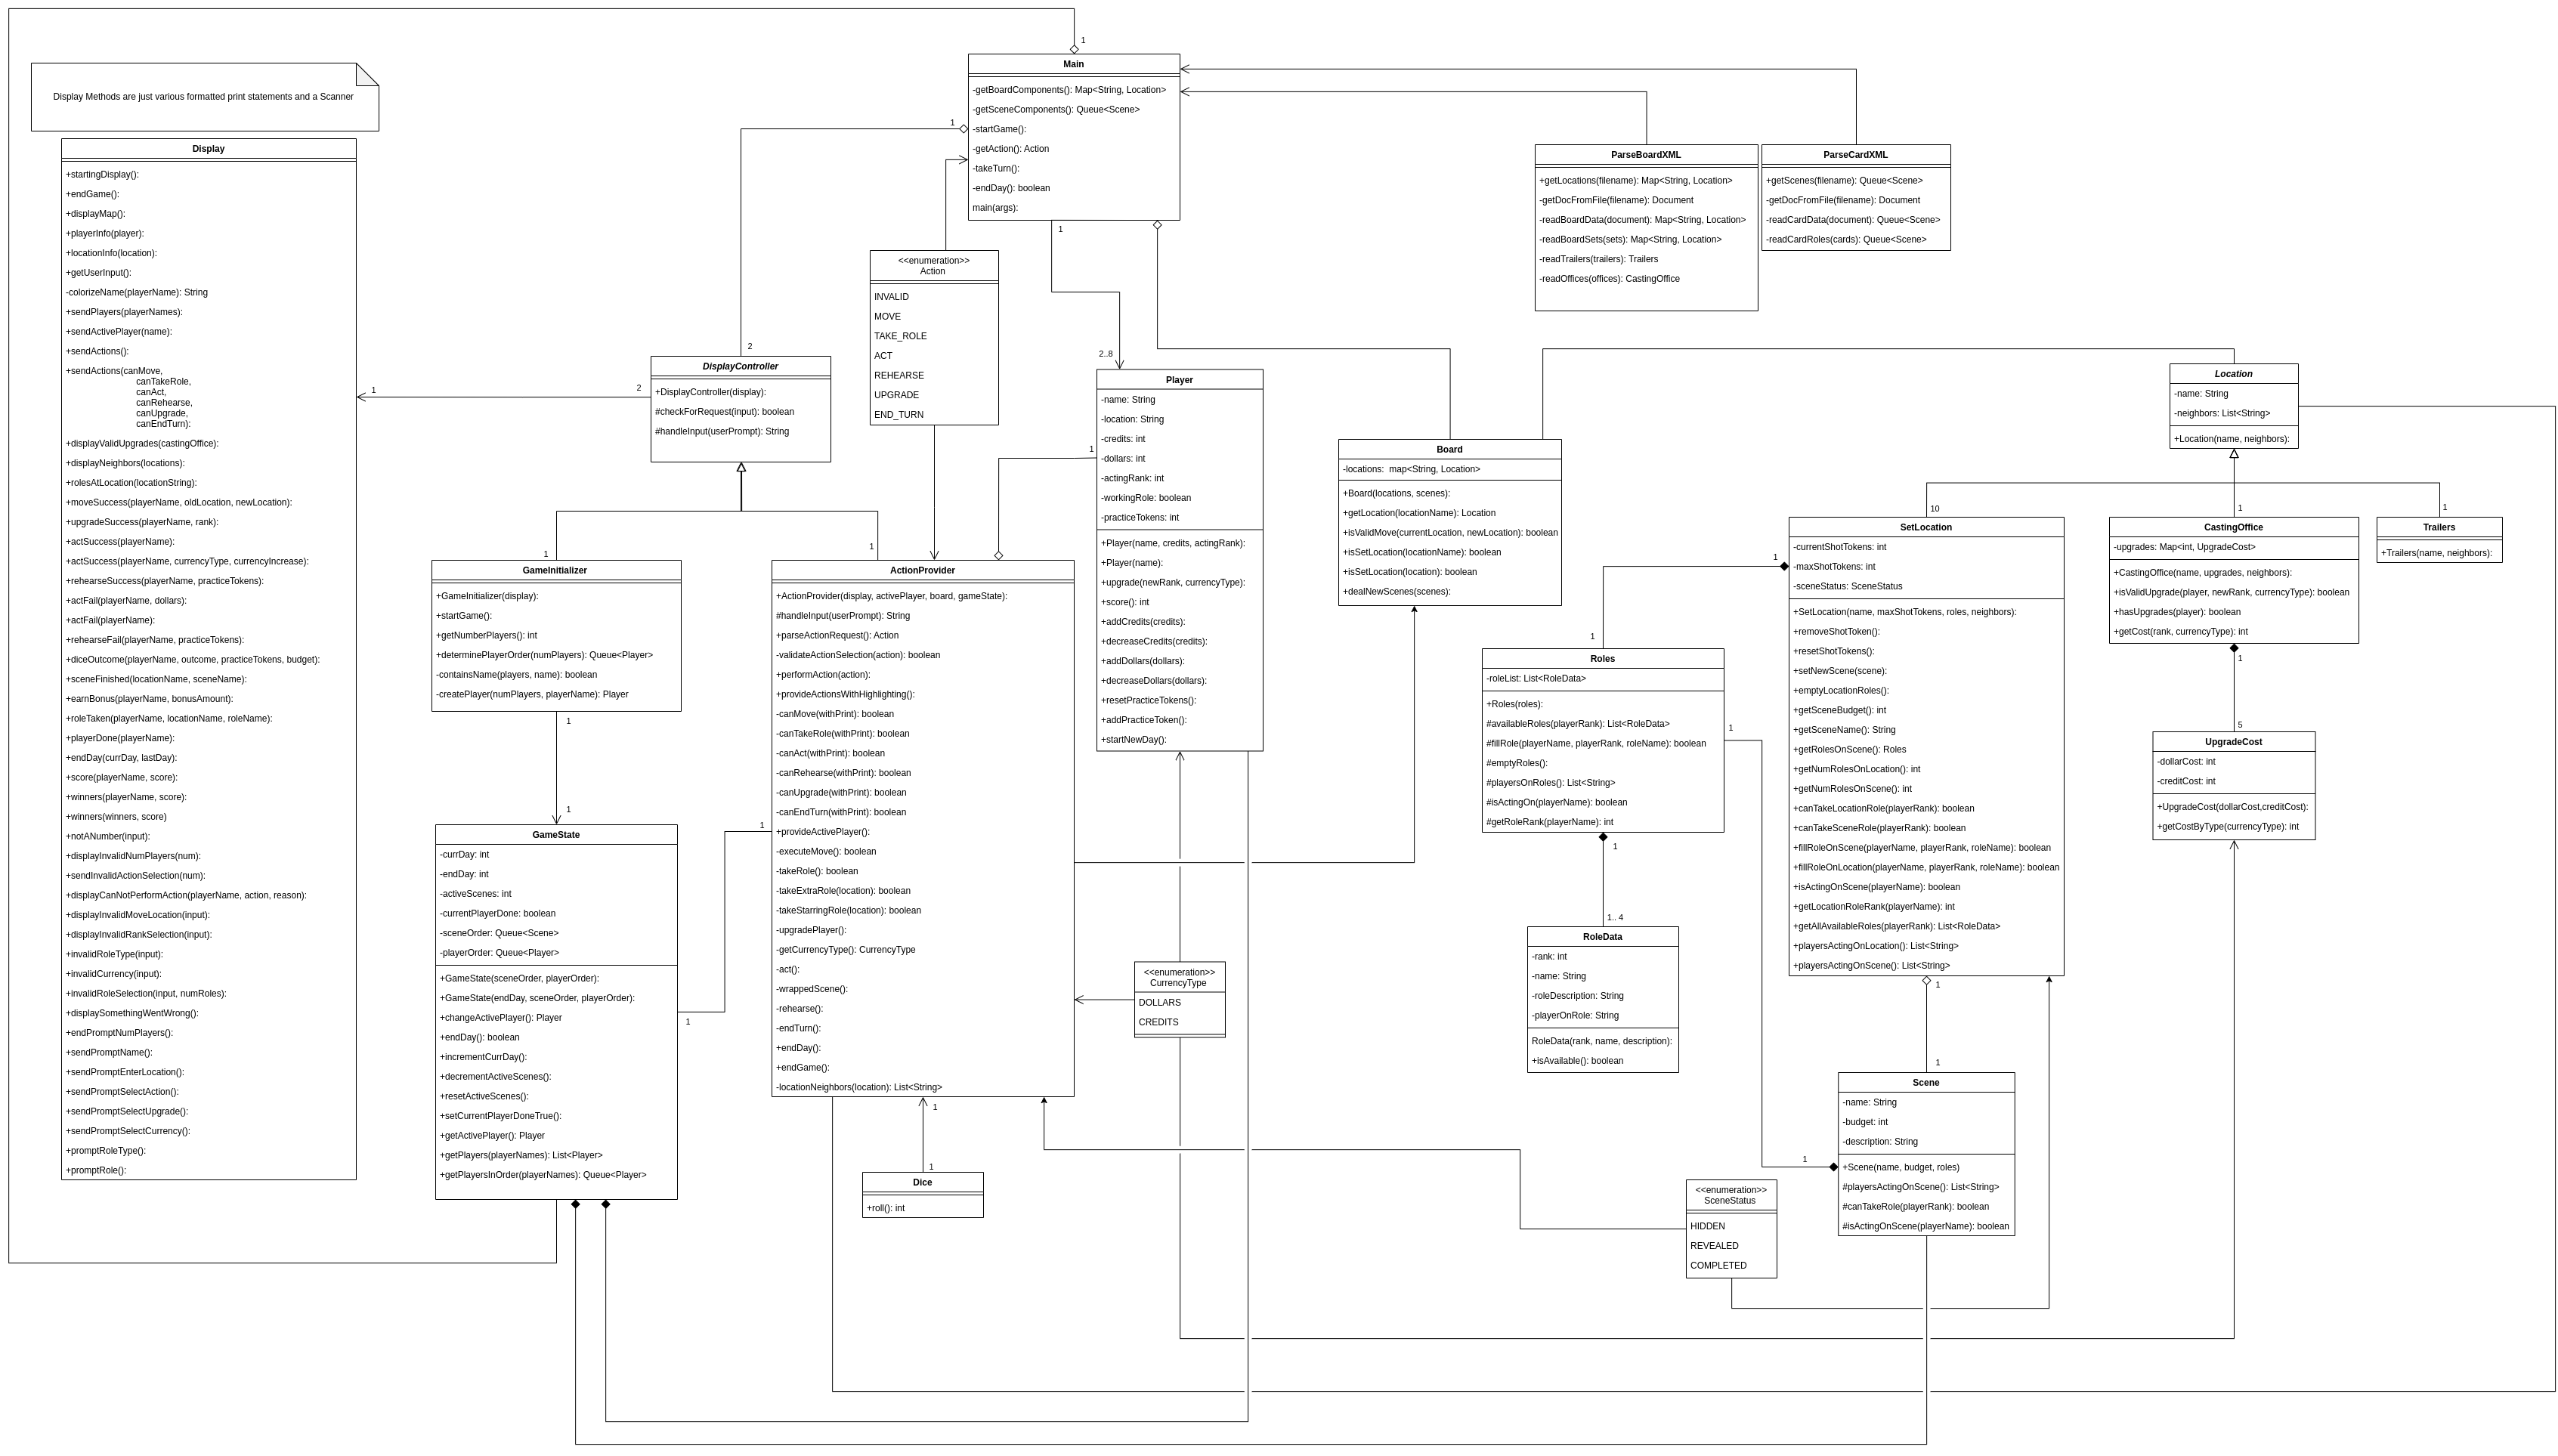 Display Methods are just various formatted print statements and a Scanner
Display
+startingDisplay():
+endGame():
+displayMap():
+playerInfo(player):
+locationInfo(location):
+getUserInput():
-colorizeName(playerName): String
+sendPlayers(playerNames):
+sendActivePlayer(name):
+sendActions():
+sendActions(canMove,
canTakeRole,
canAct,
canRehearse,
canUpgrade,
canEndTurn):
+displayValidUpgrades(castingOffice):
+displayNeighbors(locations):
+rolesAtLocation(locationString):
+moveSuccess(playerName, oldLocation, newLocation):
+upgradeSuccess(playerName, rank):
+actSuccess(playerName):
+actSuccess(playerName, currencyType, currencyIncrease):
+rehearseSuccess(playerName, practiceTokens):
+actFail(playerName, dollars):
+actFail(playerName):
+rehearseFail(playerName, practiceTokens):
+diceOutcome(playerName, outcome, practiceTokens, budget):
+sceneFinished(locationName, sceneName):
+earnBonus(playerName, bonusAmount):
+roleTaken(playerName, locationName, roleName):
+playerDone(playerName):
+endDay(currDay, lastDay):
+score(playerName, score):
+winners(playerName, score):
+winners(winners, score)
+notANumber(input):
+displayInvalidNumPlayers(num):
+sendInvalidActionSelection(num):
+displayCanNotPerformAction(playerName, action, reason):
+displayInvalidMoveLocation(input):
+displayInvalidRankSelection(input):
+invalidRoleType(input):
+invalidCurrency(input):
+invalidRoleSelection(input, numRoles):
+displaySomethingWentWrong():
+endPromptNumPlayers():
+sendPromptName():
+sendPromptEnterLocation():
+sendPromptSelectAction():
+sendPromptSelectUpgrade():
+sendPromptSelectCurrency():
+promptRoleType():
+promptRole():
1
Main
-getBoardComponents(): Map<String, Location>
-getSceneComponents(): Queue<Scene>
-startGame():
-getAction(): Action
-takeTurn():
-endDay(): boolean
main(args):
1
1
ParseBoardXML
+getLocations(filename): Map<String, Location>
-getDocFromFile(filename): Document
-readBoardData(document): Map<String, Location>
-readBoardSets(sets): Map<String, Location>
-readTrailers(trailers): Trailers
-readOffices(offices): CastingOffice
ParseCardXML
+getScenes(filename): Queue<Scene>
-getDocFromFile(filename): Document
-readCardData(document): Queue<Scene>
-readCardRoles(cards): Queue<Scene>
<<enumeration>>
Action
INVALID
MOVE
TAKE_ROLE
ACT
REHEARSE
UPGRADE
END_TURN
2
DisplayController
+DisplayController(display):
#checkForRequest(input): boolean
#handleInput(userPrompt): String
1
2
2..8
1
Player
-name: String
-location: String
-credits: int
-dollars: int
-actingRank: int
-workingRole: boolean
-practiceTokens: int
+Player(name, credits, actingRank):
+Player(name):
+upgrade(newRank, currencyType):
+score(): int
+addCredits(credits):
+decreaseCredits(credits):
+addDollars(dollars):
+decreaseDollars(dollars):
+resetPracticeTokens():
+addPracticeToken():
+startNewDay():
Board
-locations:  map<String, Location>
+Board(locations, scenes):
+getLocation(locationName): Location
+isValidMove(currentLocation, newLocation): boolean
+isSetLocation(locationName): boolean
+isSetLocation(location): boolean
+dealNewScenes(scenes):
Location
-name: String
-neighbors: List<String>
+Location(name, neighbors):
10
1
1
SetLocation
-currentShotTokens: int
-maxShotTokens: int
-sceneStatus: SceneStatus
+SetLocation(name, maxShotTokens, roles, neighbors):
+removeShotToken():
+resetShotTokens():
+setNewScene(scene):
+emptyLocationRoles():
+getSceneBudget(): int
+getSceneName(): String
+getRolesOnScene(): Roles
+getNumRolesOnLocation(): int
+getNumRolesOnScene(): int
+canTakeLocationRole(playerRank): boolean
+canTakeSceneRole(playerRank): boolean
+fillRoleOnScene(playerName, playerRank, roleName): boolean
+fillRoleOnLocation(playerName, playerRank, roleName): boolean
+isActingOnScene(playerName): boolean
+getLocationRoleRank(playerName): int
+getAllAvailableRoles(playerRank): List<RoleData>
+playersActingOnLocation(): List<String>
+playersActingOnScene(): List<String>
CastingOffice
-upgrades: Map<int, UpgradeCost>
+CastingOffice(name, upgrades, neighbors):
+isValidUpgrade(player, newRank, currencyType): boolean
+hasUpgrades(player): boolean
+getCost(rank, currencyType): int
Trailers
+Trailers(name, neighbors):
1
5
UpgradeCost
-dollarCost: int
-creditCost: int
+UpgradeCost(dollarCost,creditCost):
+getCostByType(currencyType): int
1
1
GameInitializer
+GameInitializer(display):
+startGame():
+getNumberPlayers(): int
+determinePlayerOrder(numPlayers): Queue<Player>
-containsName(players, name): boolean
-createPlayer(numPlayers, playerName): Player
1
1
ActionProvider
+ActionProvider(display, activePlayer, board, gameState):
#handleInput(userPrompt): String
+parseActionRequest(): Action
-validateActionSelection(action): boolean
+performAction(action):
+provideActionsWithHighlighting():
-canMove(withPrint): boolean
-canTakeRole(withPrint): boolean
-canAct(withPrint): boolean
-canRehearse(withPrint): boolean
-canUpgrade(withPrint): boolean
-canEndTurn(withPrint): boolean
+provideActivePlayer():
-executeMove(): boolean
-takeRole(): boolean
-takeExtraRole(location): boolean
-takeStarringRole(location): boolean
-upgradePlayer():
-getCurrencyType(): CurrencyType
-act():
-wrappedScene():
-rehearse():
-endTurn():
+endDay():
+endGame():
-locationNeighbors(location): List<String>
1
1
GameState
-currDay: int
-endDay: int
-activeScenes: int
-currentPlayerDone: boolean
-sceneOrder: Queue<Scene>
-playerOrder: Queue<Player>
+GameState(sceneOrder, playerOrder):
+GameState(endDay, sceneOrder, playerOrder):
+changeActivePlayer(): Player
+endDay(): boolean
+incrementCurrDay():
+decrementActiveScenes():
+resetActiveScenes():
+setCurrentPlayerDoneTrue():
+getActivePlayer(): Player
+getPlayers(playerNames): List<Player>
+getPlayersInOrder(playerNames): Queue<Player>
1
1
Dice
+roll(): int
<<enumeration>>
CurrencyType
DOLLARS
CREDITS
1
1
Roles
-roleList: List<RoleData>
+Roles(roles):
#availableRoles(playerRank): List<RoleData>
#fillRole(playerName, playerRank, roleName): boolean
#emptyRoles():
#playersOnRoles(): List<String>
#isActingOn(playerName): boolean
#getRoleRank(playerName): int
1
1
1.. 4
RoleData
-rank: int
-name: String
-roleDescription: String
-playerOnRole: String
RoleData(rank, name, description):
+isAvailable(): boolean
1
1
Scene
-name: String
-budget: int
-description: String
+Scene(name, budget, roles)
#playersActingOnScene(): List<String>
#canTakeRole(playerRank): boolean
#isActingOnScene(playerName): boolean
1
<<enumeration>>
SceneStatus
HIDDEN
REVEALED
COMPLETED